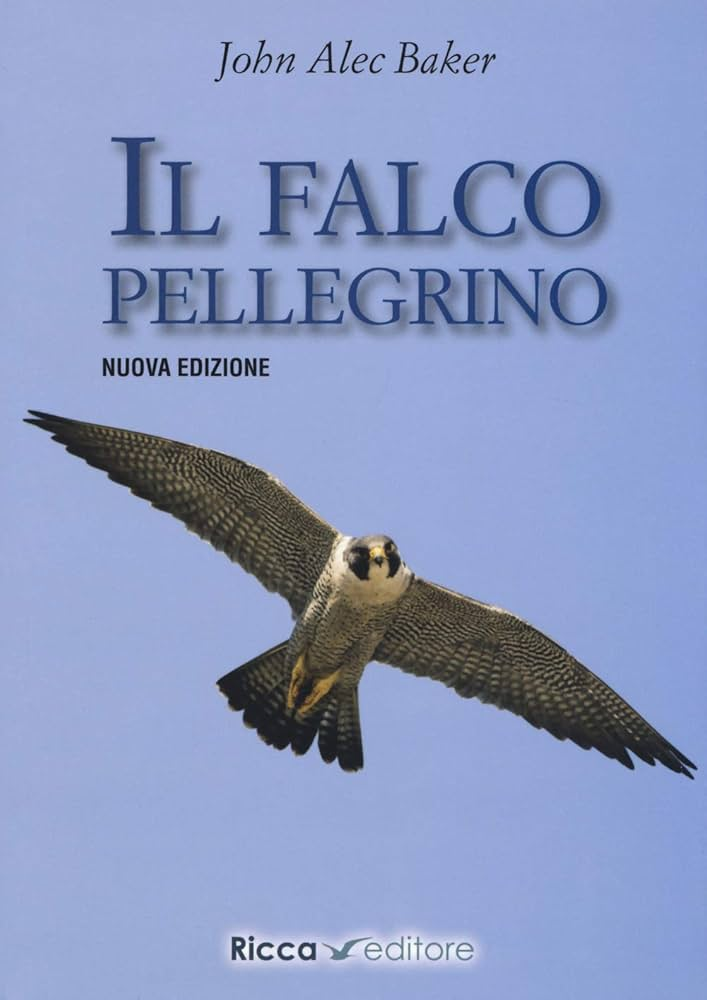 John Alec Baker
IL FALCO
PELLEGRINO
NUOVA EDIZIONE
Ricca editore